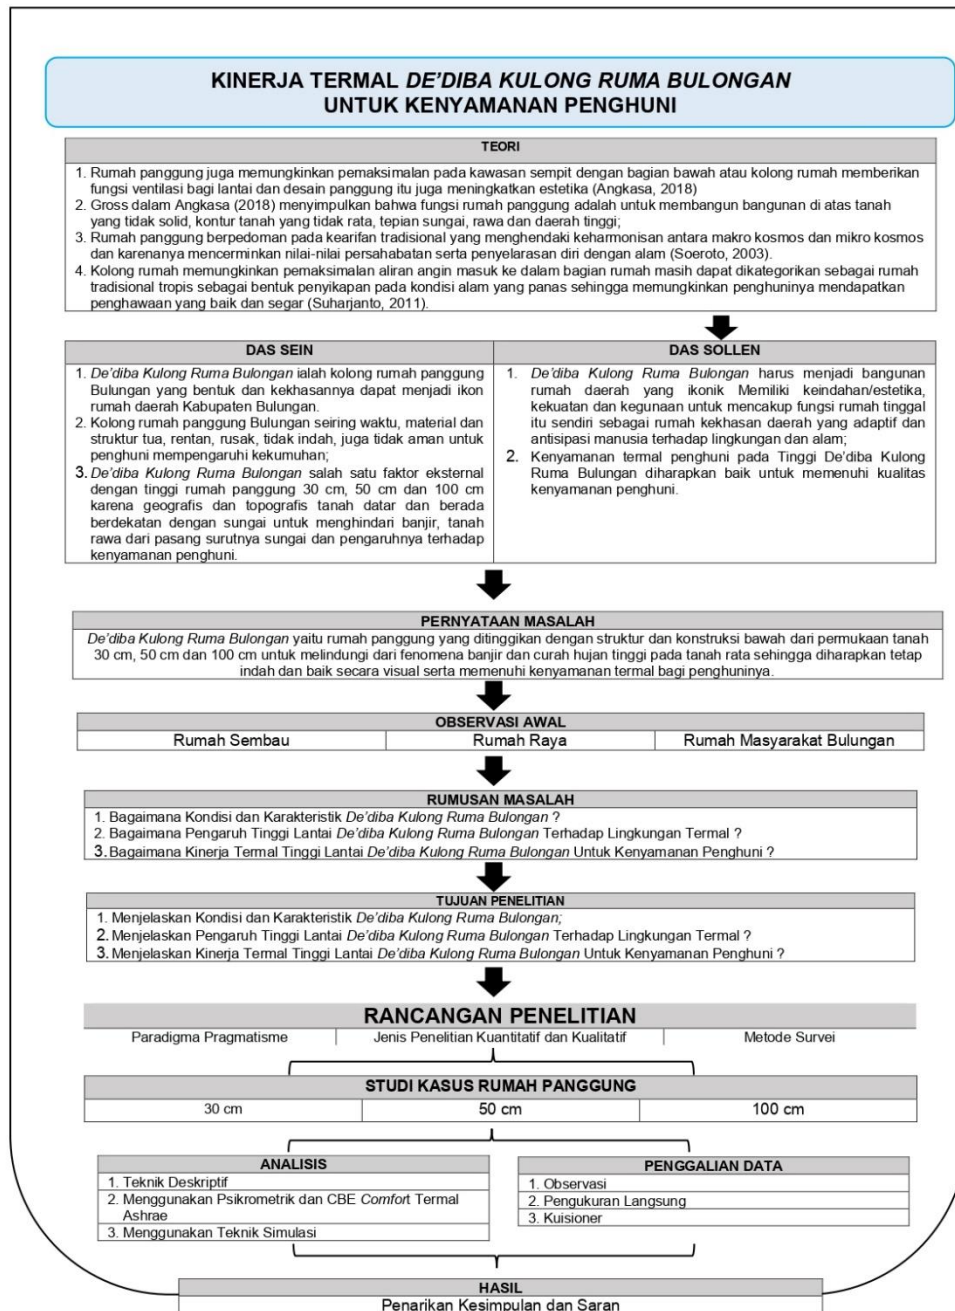 KINERJA TERMAL DE'DIBA KULONG RUMA BULONGAN
UNTUK KENYAMANAN PENGHUNI
TEORI
1. Rumah panggung juga memungkinkan pemaksimalan pada kawasan sempit dengan bagian bawah atau kolong rumah memberikan
fungsi ventilasi bagi lantai dan desain panggung itu juga meningkatkan estetika (Angkasa, 2018)
2. Gross dalam Angkasa (2018) menyimpulkan bahwa fungsi rumah panggung adalah untuk membangun bangunan di atas tanah
yang tidak solid, kontur tanah yang tidak rata, tepian sungai, rawa dan daerah tinggi;
3. Rumah panggung berpedoman pada kearifan tradisional yang menghendaki keharmonisan antara makro kosmos dan mikro kosmos
dan karenanya mencerminkan nilai-nilai persahabatan serta penyelarasan diri dengan alam (Soeroto, 2003).
4. Kolong rumah memungkinkan pemaksimalan aliran angin masuk ke dalam bagian rumah masih dapat dikategorikan sebagai rumah
tradisional tropis sebagai bentuk penyikapan pada kondisi alam yang panas sehingga memungkinkan penghuninya mendapatkan
penghawaan yang baik dan segar (Suharjanto, 2011).
DAS SEIN
1. De'diba Kulong Ruma Bulongan ialah kolong rumah panggung
Bulungan yang bentuk dan kekhasannya dapat menjadi ikon
rumah daerah Kabupaten Bulungan.
2. Kolong rumah panggung Bulungan seiring waktu, material dan
struktur tua, rentan, rusak, tidak indah, juga tidak aman untuk
penghuni mempengaruhi kekumuhan;
3. De'diba Kulong Ruma Bulongan salah satu faktor eksternal
dengan tinggi rumah panggung 30 cm, 50 cm dan 100 cm
karena geografis dan topografis tanah datar dan berada
berdekatan dengan sungai untuk menghindari banjir, tanah
rawa dari pasang surutnya sungai dan pengaruhnya terhadap
kenyamanan penghuni.
DAS SOLLEN
1. De'diba Kulong Ruma Bulongan harus menjadi bangunan
rumah daerah yang ikonik Memiliki keindahan/estetika,
kekuatan dan kegunaan untuk mencakup fungsi rumah tinggal
itu sendiri sebagai rumah kekhasan daerah yang adaptif dan
antisipasi manusia terhadap lingkungan dan alam;
2. Kenyamanan termal penghuni pada Tinggi De'diba Kulong
Ruma Bulungan diharapkan baik untuk memenuhi kualitas
kenyamanan penghuni.
PERNYATAAN MASALAH
De'diba Kulong Ruma Bulongan yaitu rumah panggung yang ditinggikan dengan struktur dan konstruksi bawah dari permukaan tanah
30 cm, 50 cm dan 100 cm untuk melindungi dari fenomena banjir dan curah hujan tinggi pada tanah rata sehingga diharapkan tetap
indah dan baik secara visual serta memenuhi kenyamanan termal bagi penghuninya.
OBSERVASI AWAL
Rumah Sembau Rumah Raya Rumah Masyarakat Bulungan
RUMUSAN MASALAH
1. Bagaimana Kondisi dan Karakteristik De'diba Kulong Ruma Bulongan ?
2. Bagaimana Pengaruh Tinggi Lantai De'diba Kulong Ruma Bulongan Terhadap Lingkungan Termal ?
3. Bagaimana Kinerja Termal Tinggi Lantai De'diba Kulong Ruma Bulongan Untuk Kenyamanan Penghuni ?
TUJUAN PENELITIAN
1. Menjelaskan Kondisi dan Karakteristik De'diba Kulong Ruma Bulongan;
2. Menjelaskan Pengaruh Tinggi Lantai De'diba Kulong Ruma Bulongan Terhadap Lingkungan Termal ?
3. Menjelaskan Kinerja Termal Tinggi Lantai De'diba Kulong Ruma Bulongan Untuk Kenyamanan Penghuni ?
RANCANGAN PENELITIAN
Paradigma Pragmatisme Jenis Penelitian Kuantitatif dan Kualitatif Metode Survei
STUDI KASUS RUMAH PANGGUNG
30 cm 50 cm 100 cm
ANALISIS
1. Teknik Deskriptif
2. Menggunakan Psikrometrik dan CBE Comfort Termal
Ashrae
3. Menggunakan Teknik Simulasi
PENGGALIAN DATA
1. Observasi
2. Pengukuran Langsung
3. Kuisioner
HASIL
Penarikan Kesimpulan dan Saran